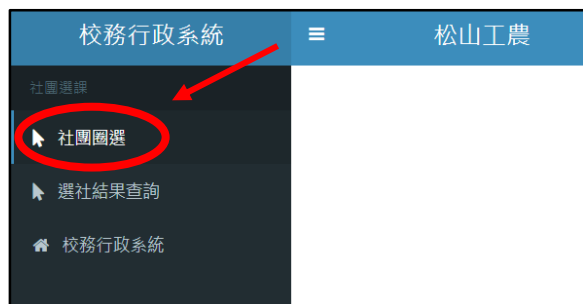 校務行政系統
松山工農
社團選課
社團圈選
選社結果查詢
校務行政系統